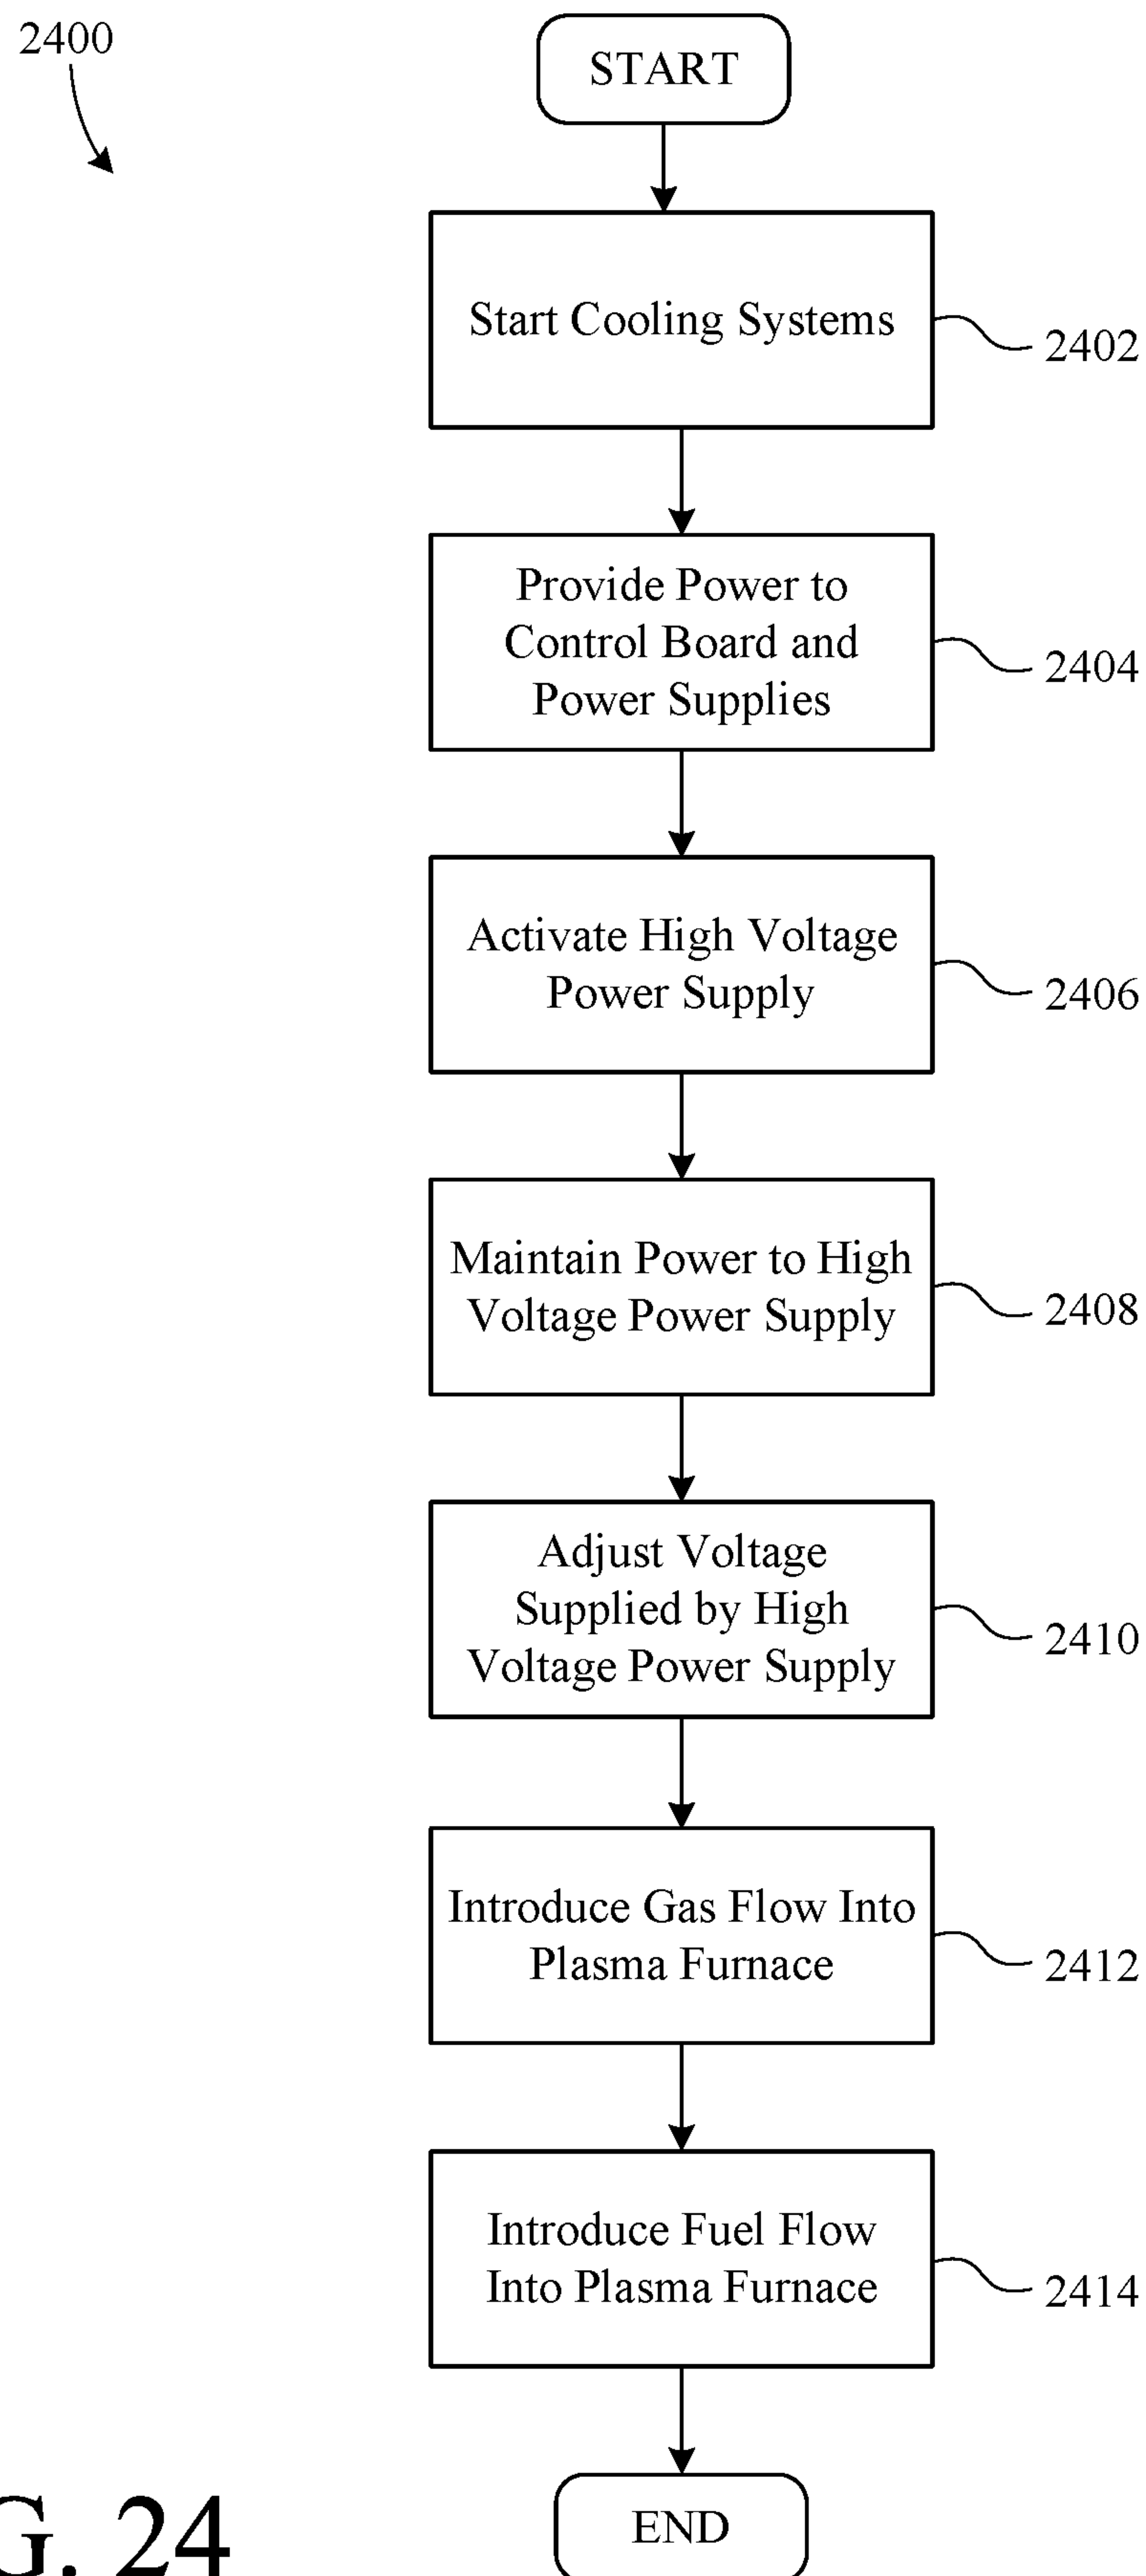 2400
START
Start Cooling Systems
2402
Provide Power to
Control Board and
Power Supplies
2404
Activate High Voltage
Power Supply
2406
Maintain Power to High
Voltage Power Supply
2408
Adjust Voltage
Supplied by High
Voltage Power Supply
2410
Introduce Gas Flow Into
Plasma Furnace
2412
Introduce Fuel Flow
Into Plasma Furnace
2414
END
G. 24